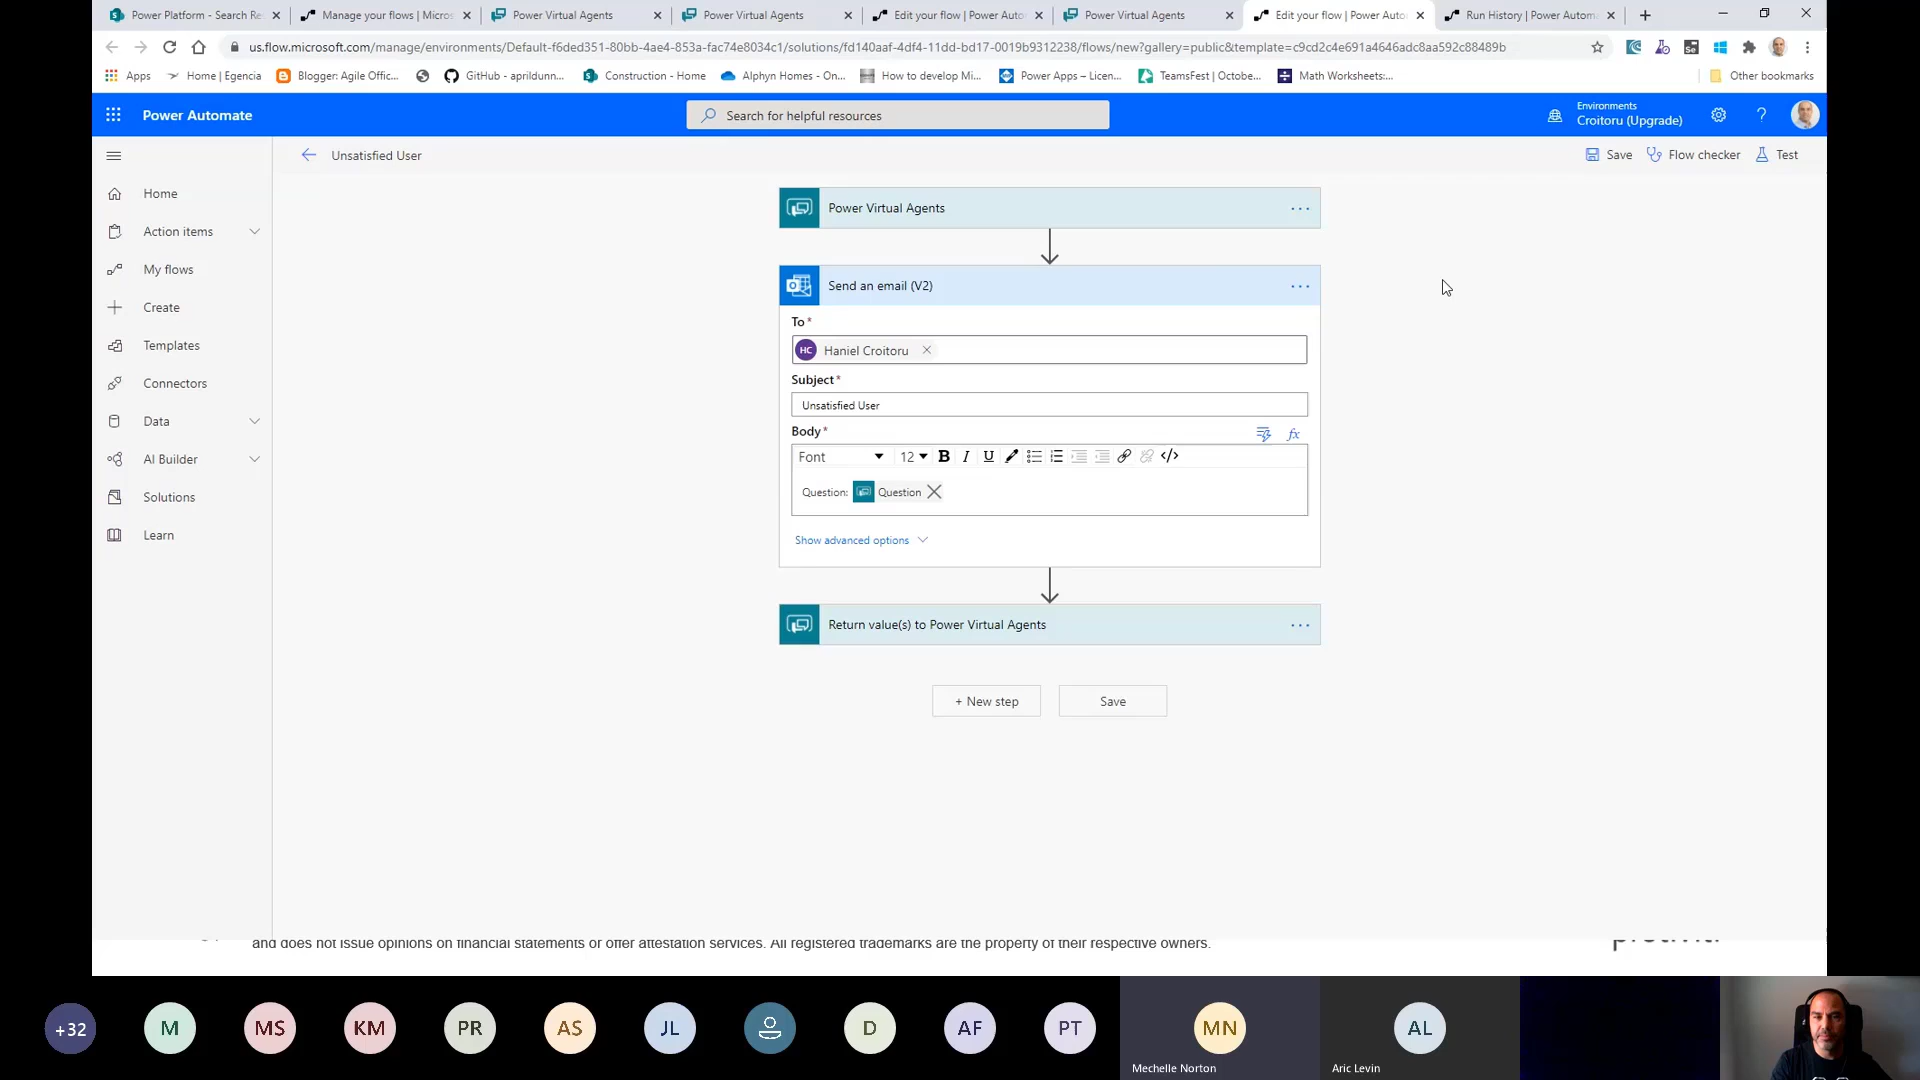 Power Platform - Search Re
Manage your flows | Micros
Power Virtual Agents
Power Virtual Agents
Edit your flow | Power Auto
Power Virtual Agents
Edit your flow | Power Auto
Run History | Power Autom
us.flow.microsoft.com/manage/environments/Default-f6ded351-80bb-4ae4-853a-fac74e8034c1/solutions/fd140aaf-4df4-11dd-bd17-0019b9312238/flows/new?gallery=public&template=c9cd2c4e691a4646adc8aa592c88489b
Apps
Home | Egencia
Blogger: Agile Offic...
GitHub - aprildunn...
Construction - Home
Alphyn Homes - On...
How to develop Mi...
Power Apps – Licen...
TeamsFest | Octobe...
Math Worksheets:...
Other bookmarks
Power Automate
Search for helpful resources
Environments
Croitoru (Upgrade)
Unsatisfied User
Save
Flow checker
Test
Home
Action items
My flows
Create
Templates
Connectors
Data
AI Builder
Solutions
Learn
Power Virtual Agents
Send an email (V2)
To *
HC Haniel Croitoru
Subject *
Unsatisfied User
Body *
fx
Font 12 B I U </>
Question: Question
Show advanced options
Return value(s) to Power Virtual Agents
+ New step
Save
and does not issue opinions on financial statements or offer attestation services. All registered trademarks are the property of their respective owners.
+32
M
MS
KM
PR
AS
JL
D
AF
PT
MN
Mechelle Norton
AL
Aric Levin